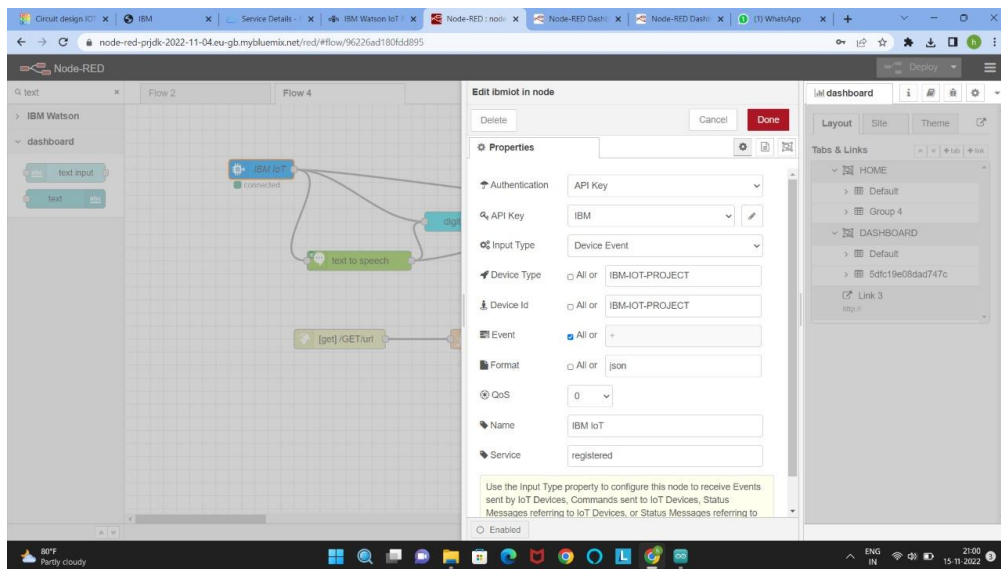 Circuit design IOT
IBM
Service Details -
IBM Watson IoT
Node-RED : node
Node-RED Dash
Node-RED Dash
(1) WhatsApp
node-red-prjdk-2022-11-04.eu-gb.mybluemix.net/red/#flow/96226ad180fdd895
Node-RED
Deploy
text
Flow 2
Flow 4
IBM Watson
dashboard
text input
text
abc
IBM IoT
connected
digit
text to speech
[get] /GET/url
Edit ibmiot in node
Delete
Cancel
Done
Properties
Authentication
API Key
API Key
IBM
Input Type
Device Event
Device Type
All or
IBM-IOT-PROJECT
Device Id
All or
IBM-IOT-PROJECT
Event
All or
+
Format
All or
json
QoS
0
Name
IBM IoT
Service
registered
Use the Input Type property to configure this node to receive Events
sent by IoT Devices, Commands sent to IoT Devices, Status
Messages referring to IoT Devices, or Status Messages referring to
Enabled
dashboard
Layout
Site
Theme
Tabs & Links
+ tab
+ link
HOME
Default
Group 4
DASHBOARD
Default
5dfc19e08dad747c
Link 3
http://
80°F
Partly cloudy
ENG
IN
21:00
15-11-2022
3